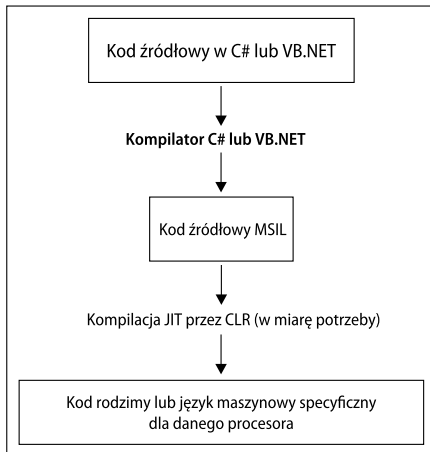 Kod źródłowy w C# lub VB.NET
Kompilator C# lub VB.NET
Kod źródłowy MSIL
Kompilacja JIT przez CLR (w miarę potrzeby)
Kod rodzimy lub język maszynowy specyficzny
dla danego procesora